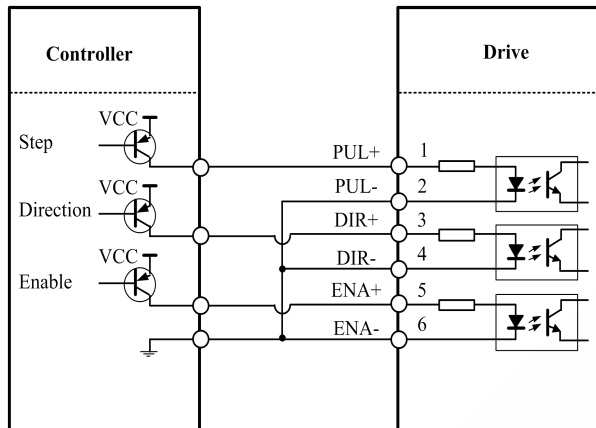 Controller
Drive
VCC
Step
PUL+ 1
PUL- 2
VCC
Direction
DIR+ 3
DIR- 4
VCC
Enable
ENA+ 5
ENA- 6